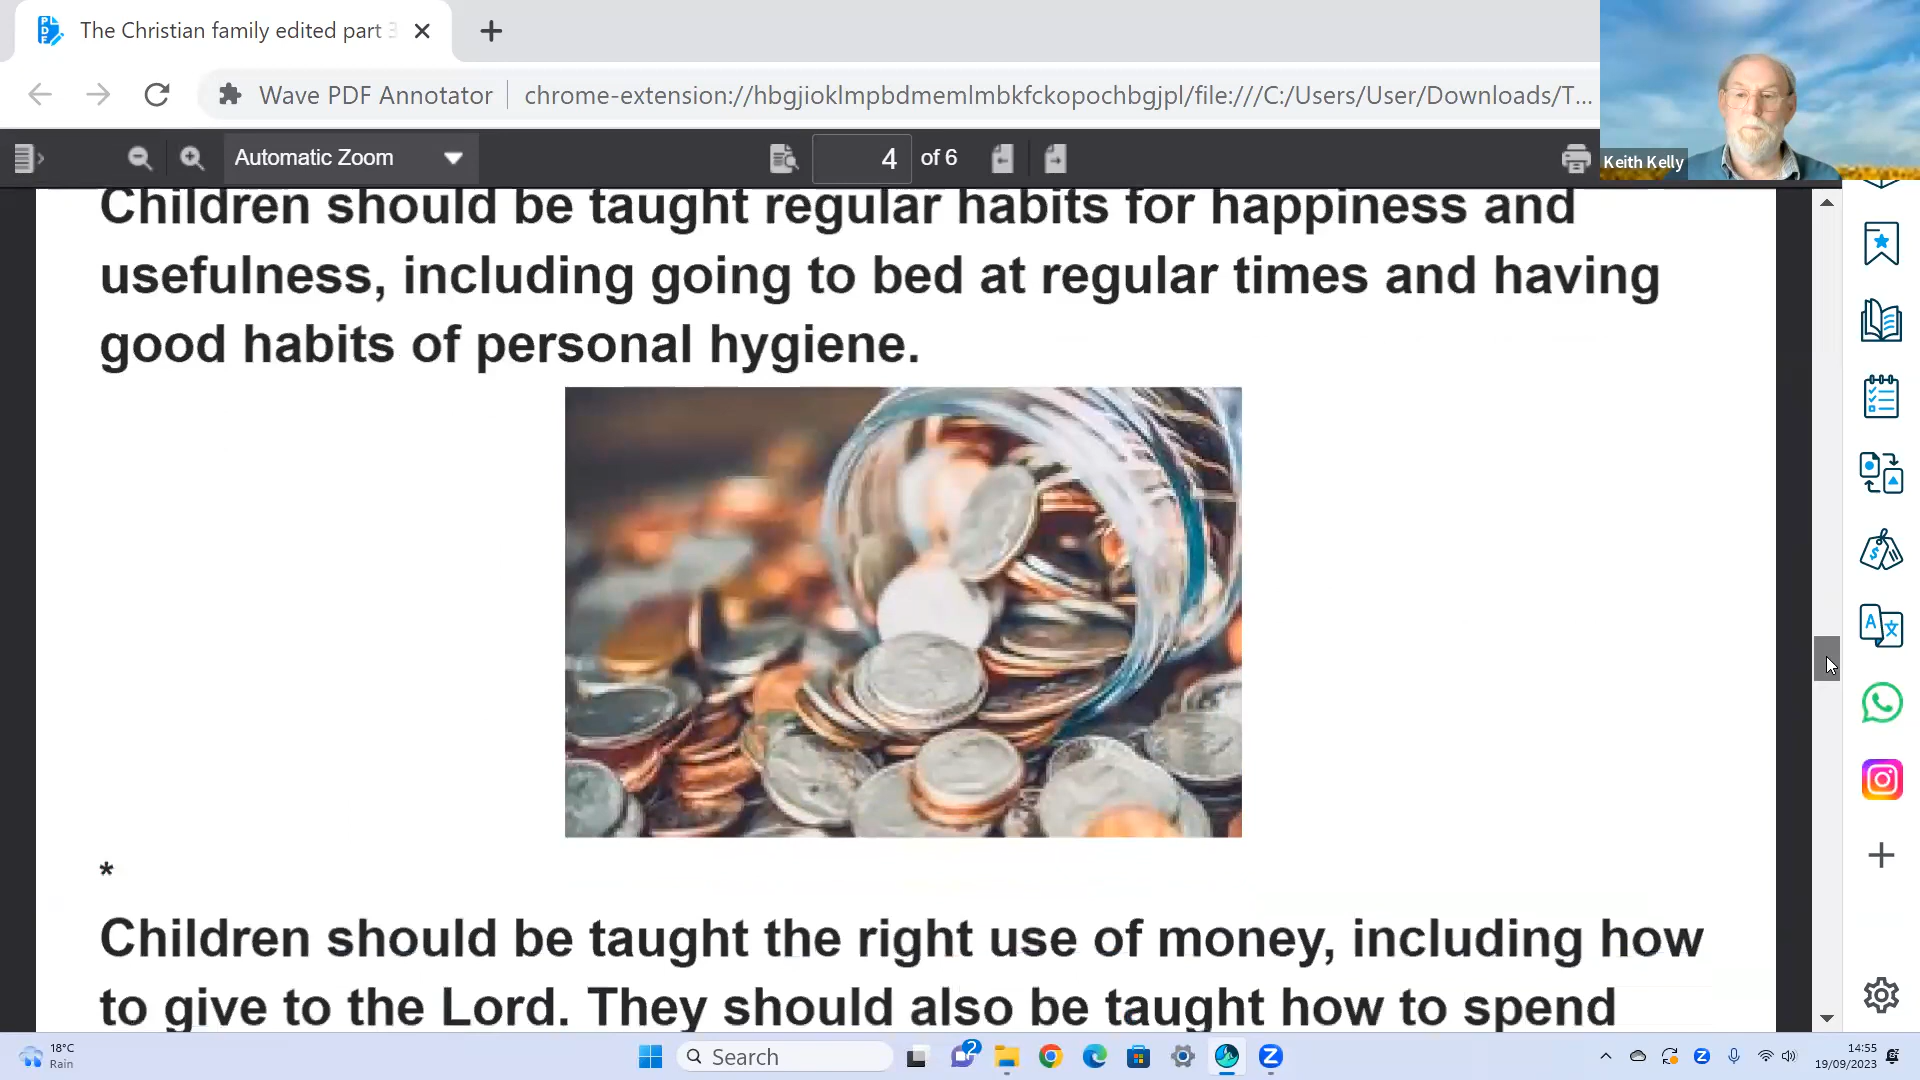 The Christian family edited part 3
Wave PDF Annotator
chrome-extension://hbgjioklmpbdmemlmbkfckopochbgjpl/file:///C:/Users/User/Downloads/T...
Automatic Zoom
4 of 6
Keith Kelly
Children should be taught regular habits for happiness and
usefulness, including going to bed at regular times and having
good habits of personal hygiene.
*
Children should be taught the right use of money, including how
to give to the Lord. They should also be taught how to spend
18°C
Rain
Search
2
14:55
19/09/2023